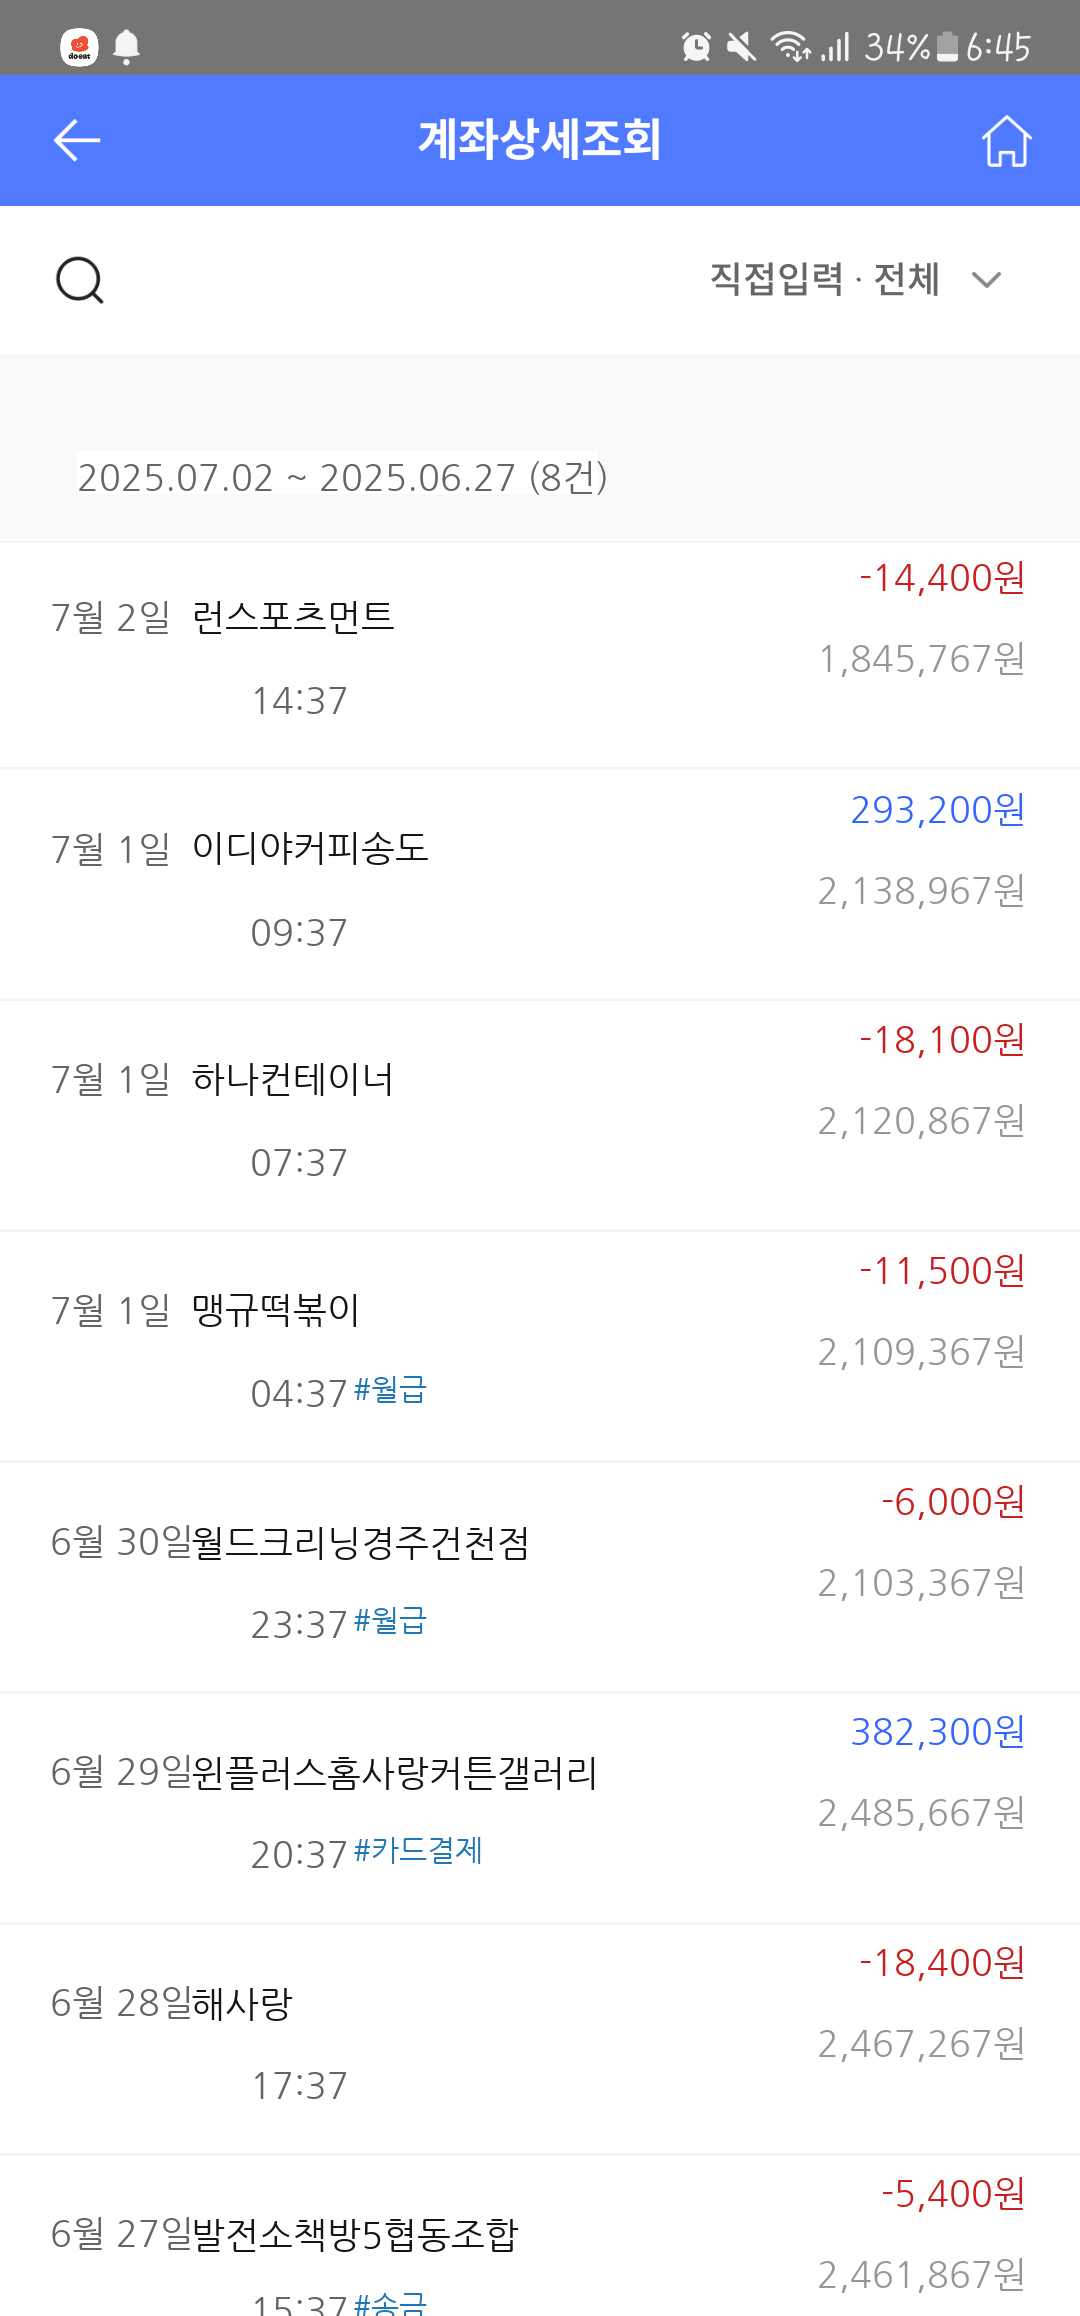 doeat 34% 6:45
계좌상세조회
직접입력 · 전체
2025.07.02 ~ 2025.06.27 (8건)
-14,400원
7월 2일 런스포츠먼트
1,845,767원
14:37
293,200원
7월 1일 이디야커피송도
2,138,967원
09:37
-18,100원
7월 1일 하나컨테이너
2,120,867원
07:37
-11,500원
7월 1일 맹규떡볶이
2,109,367원
04:37 #월급
-6,000원
6월 30일 월드크리닝경주건천점
2,103,367원
23:37 #월급
382,300원
6월 29일 윈플러스홈사랑커튼갤러리
2,485,667원
20:37 #카드결제
-18,400원
6월 28일 해사랑
2,467,267원
17:37
-5,400원
6월 27일 발전소책방5협동조합
2,461,867원
15:37 #송금